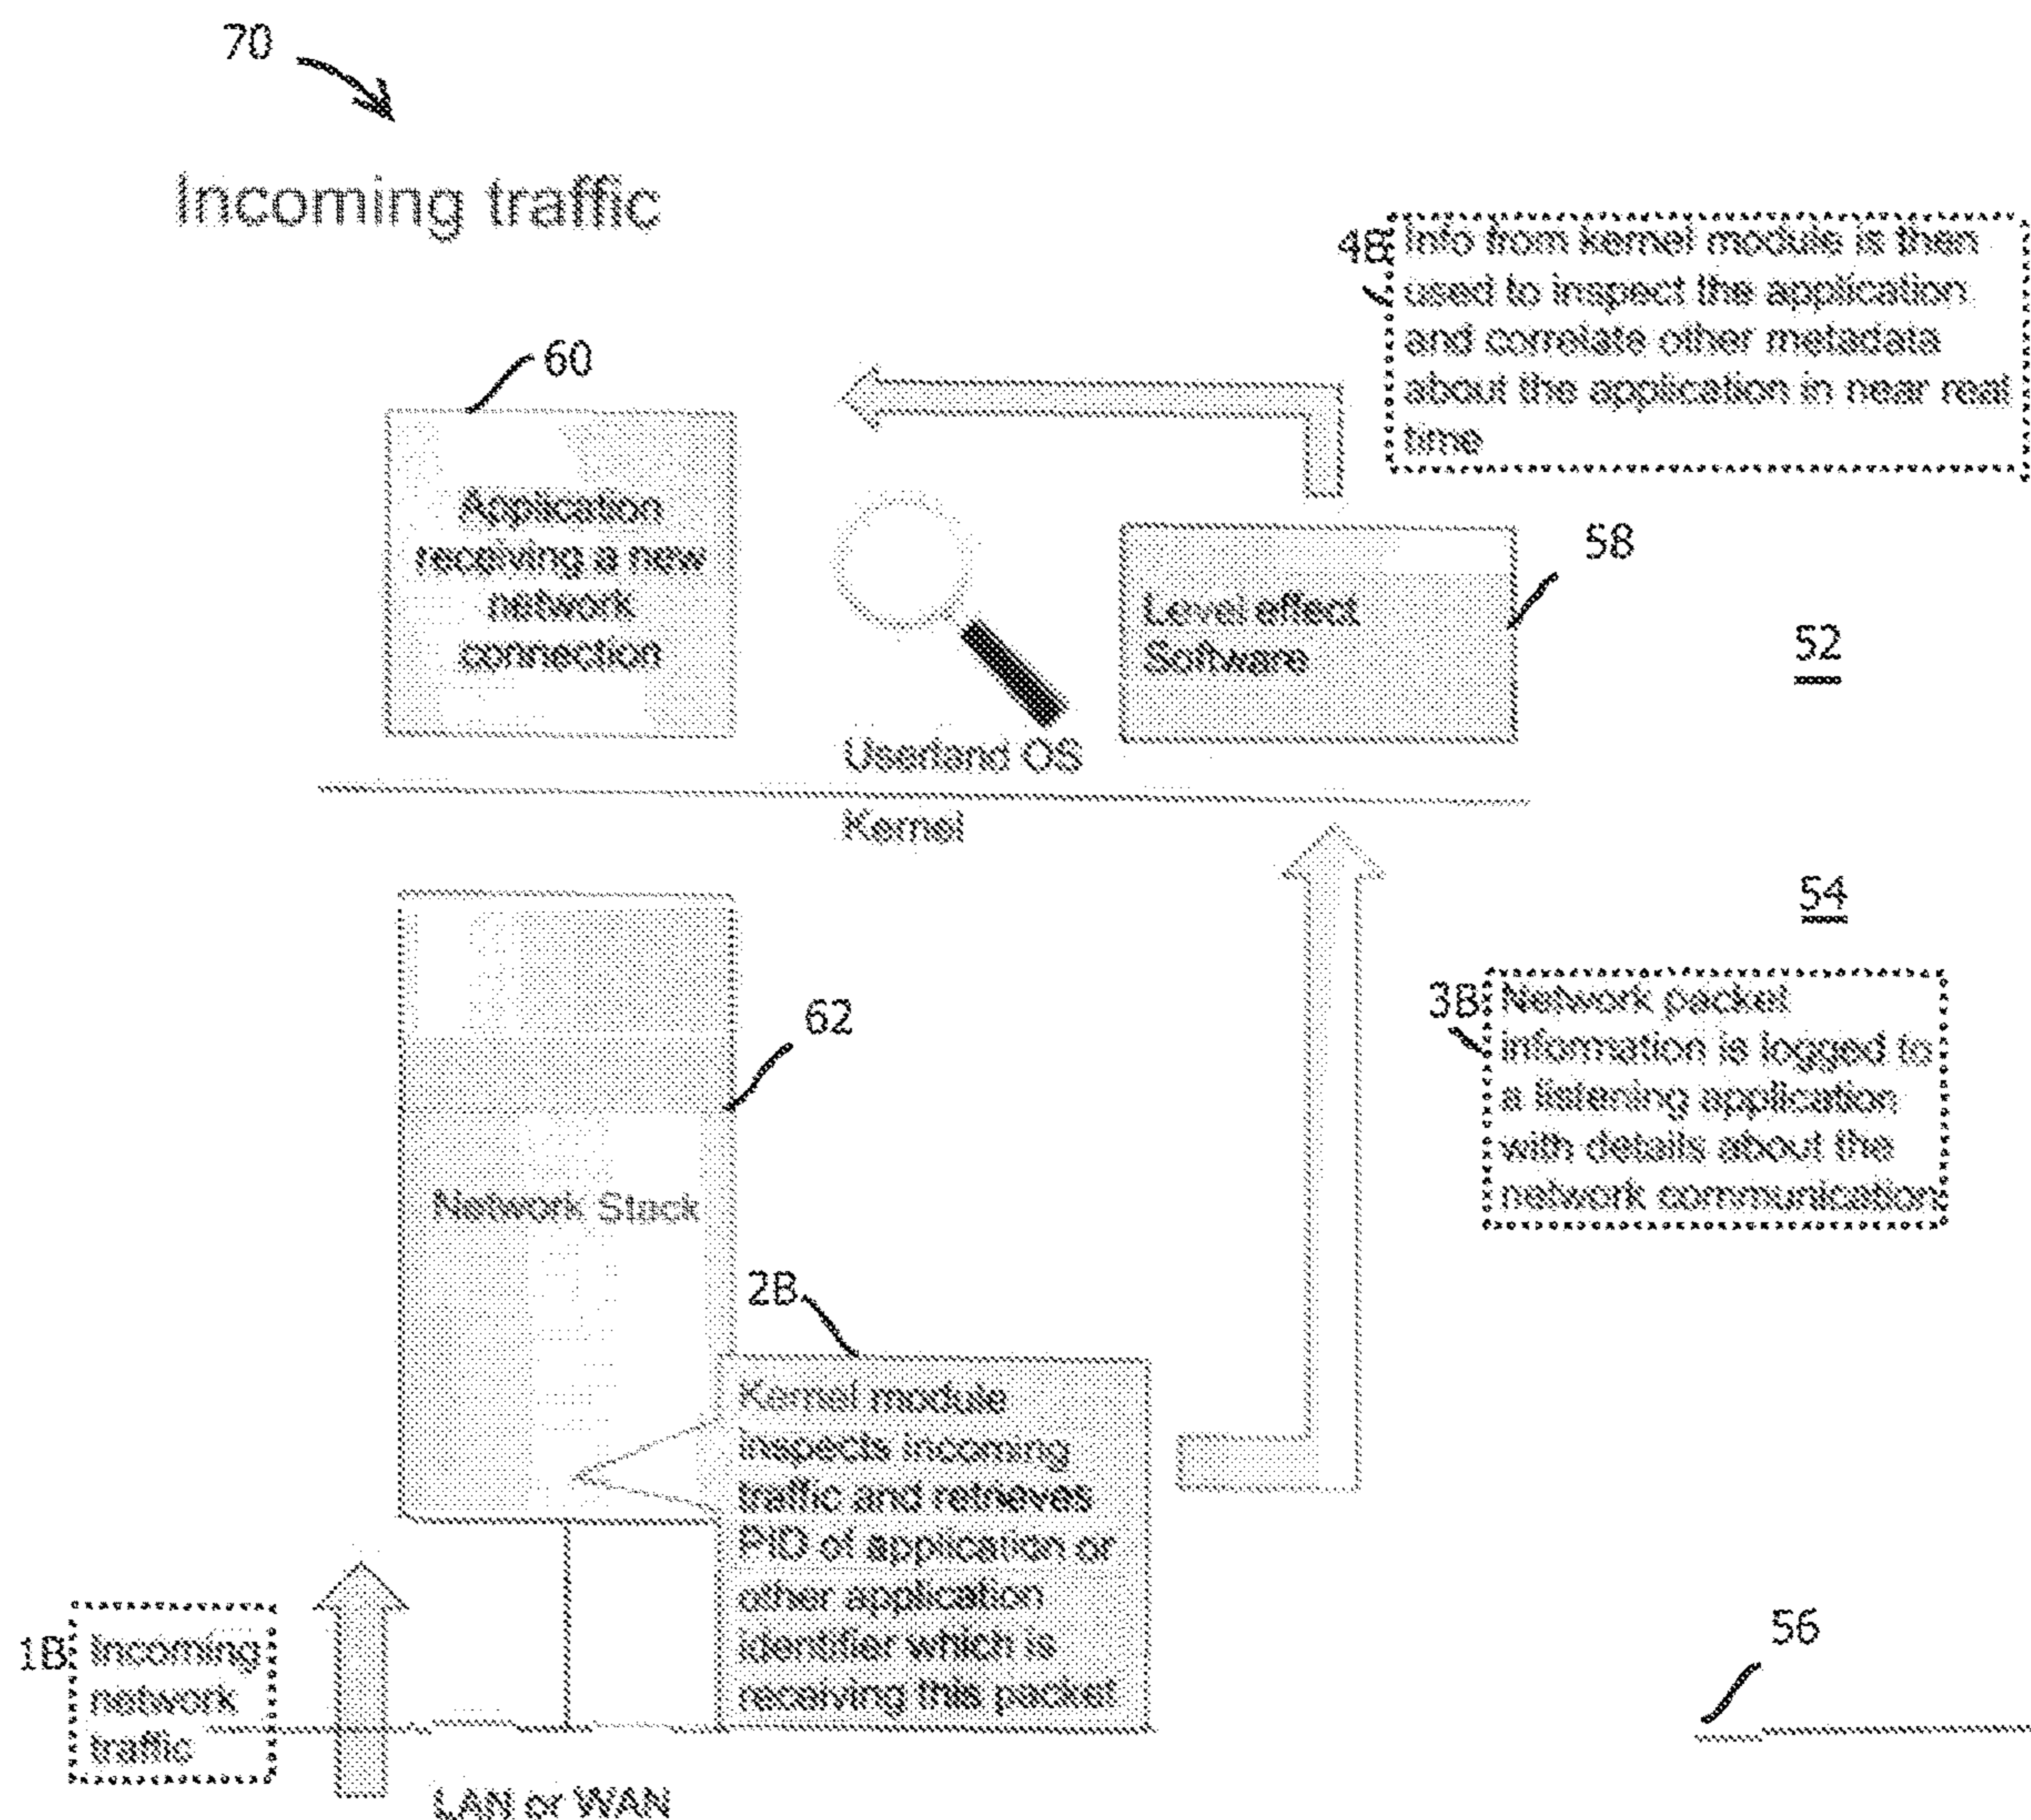 70
Incoming traffic
4B
Info from kernel module is then
used to inspect the application
and correlate other metadata
about the application in near real
time
60
Application
receiving a new
network
connection
58
Level effect
Software
52
Userland OS
Kernel
54
3B
Network packet
information is logged to
a listening application
with details about the
network communication
62
Network Stack
2B
Kernel module
inspects incoming
traffic and retrieves
PID of application or
other application
identifier which is
receiving this packet
1B
Incoming
network
traffic
56
LAN or WAN